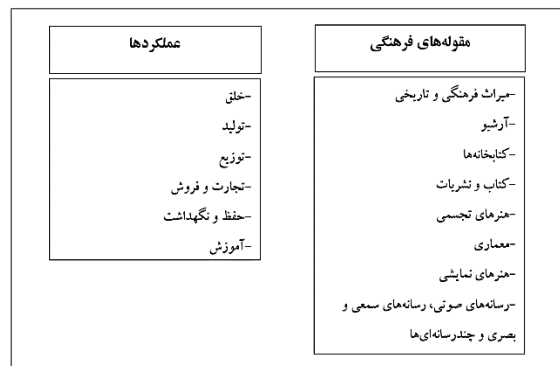 مقوله‌های فرهنگی
-میراث فرهنگی و تاریخی
-آرشیو
-کتابخانه‌ها
-کتاب و نشریات
-هنرهای تجسمی
-معماری
-هنرهای نمایشی
-رسانه‌های صوتی، رسانه‌های سمعی و
بصری و چندرسانه‌ای‌ها
عملکردها
-خلق
-تولید
-توزیع
-تجارت و فروش
-حفظ و نگهداشت
-آموزش